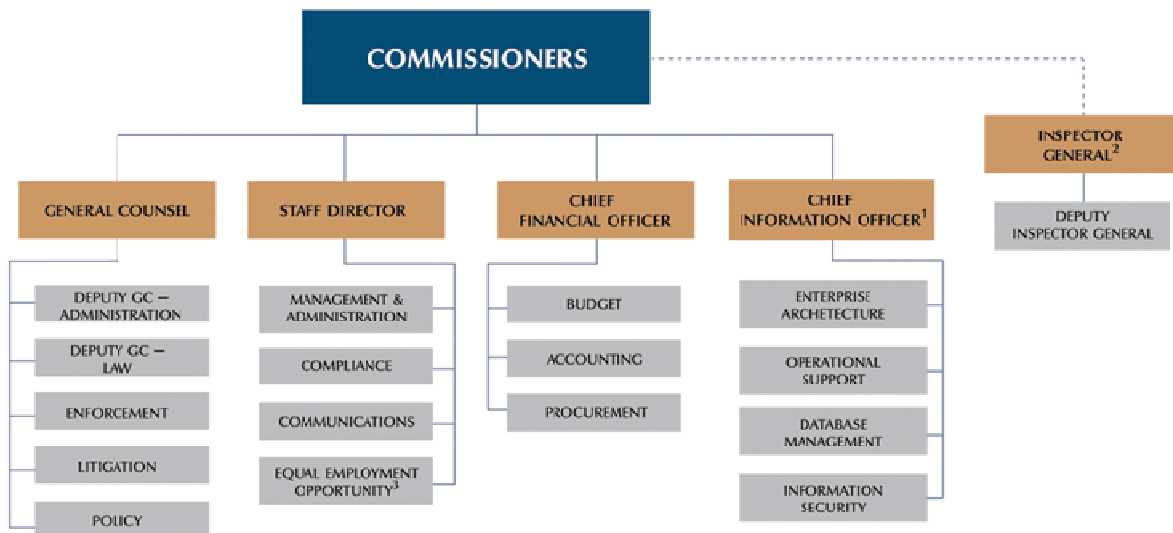 COMMISSIONERS
INSPECTOR
GENERAL²
DEPUTY
INSPECTOR GENERAL
GENERAL COUNSEL
DEPUTY GC –
ADMINISTRATION
DEPUTY GC –
LAW
ENFORCEMENT
LITIGATION
POLICY
STAFF DIRECTOR
MANAGEMENT &
ADMINISTRATION
COMPLIANCE
COMMUNICATIONS
EQUAL EMPLOYMENT
OPPORTUNITY³
CHIEF
FINANCIAL OFFICER
BUDGET
ACCOUNTING
PROCUREMENT
CHIEF
INFORMATION OFFICER¹
ENTERPRISE
ARCHETECTURE
OPERATIONAL
SUPPORT
DATABASE
MANAGEMENT
INFORMATION
SECURITY